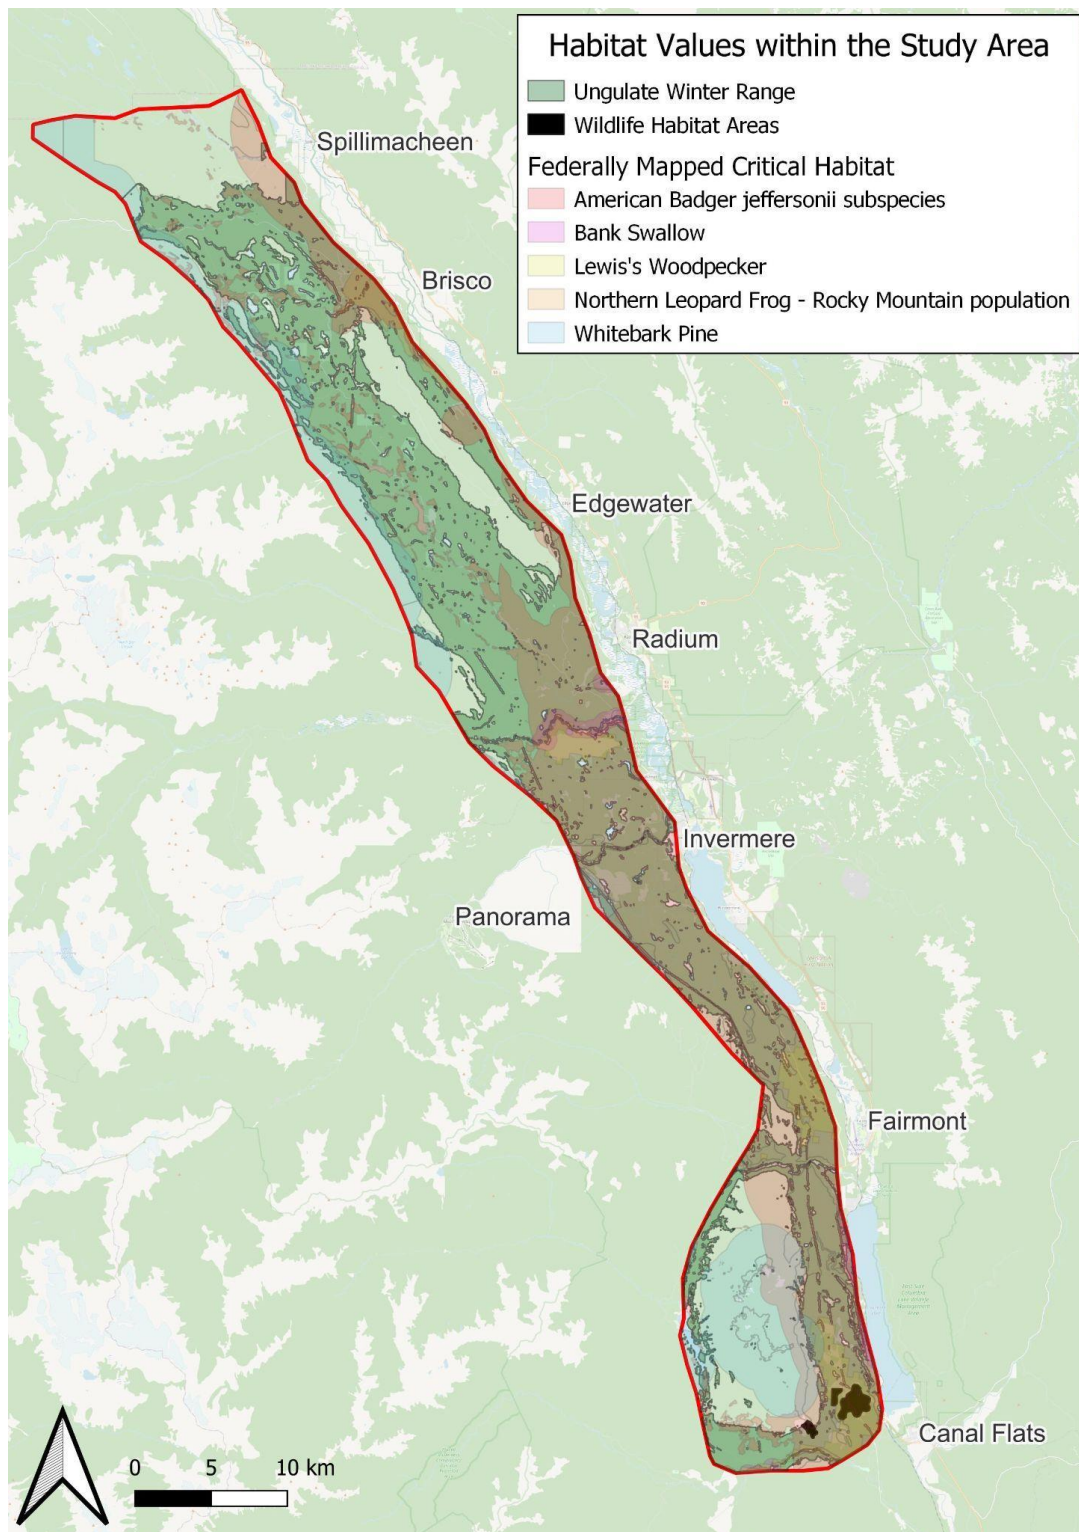 Habitat Values within the Study Area
Ungulate Winter Range
Wildlife Habitat Areas
Federally Mapped Critical Habitat
American Badger jeffersonii subspecies
Bank Swallow
Lewis's Woodpecker
Northern Leopard Frog - Rocky Mountain population
Whitebark Pine
Spillimacheen
Brisco
Edgewater
Radium
Invermere
Panorama
Fairmont
Canal Flats
0 5 10 km